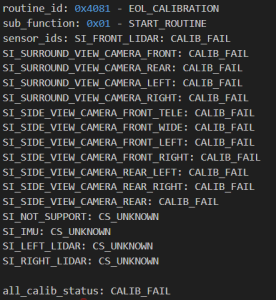 routine_id: 0x4081 - EOL_CALIBRATION
sub_function: 0x01 - START_ROUTINE
sensor_ids: SI_FRONT_LIDAR: CALIB_FAIL
SI_SURROUND_VIEW_CAMERA_FRONT: CALIB_FAIL
SI_SURROUND_VIEW_CAMERA_REAR: CALIB_FAIL
SI_SURROUND_VIEW_CAMERA_LEFT: CALIB_FAIL
SI_SURROUND_VIEW_CAMERA_RIGHT: CALIB_FAIL
SI_SIDE_VIEW_CAMERA_FRONT_TELE: CALIB_FAIL
SI_SIDE_VIEW_CAMERA_FRONT_WIDE: CALIB_FAIL
SI_SIDE_VIEW_CAMERA_FRONT_LEFT: CALIB_FAIL
SI_SIDE_VIEW_CAMERA_FRONT_RIGHT: CALIB_FAIL
SI_SIDE_VIEW_CAMERA_REAR_LEFT: CALIB_FAIL
SI_SIDE_VIEW_CAMERA_REAR_RIGHT: CALIB_FAIL
SI_SIDE_VIEW_CAMERA_REAR: CALIB_FAIL
SI_NOT_SUPPORT: CS_UNKNOWN
SI_IMU: CS_UNKNOWN
SI_LEFT_LIDAR: CS_UNKNOWN
SI_RIGHT_LIDAR: CS_UNKNOWN
all_calib_status: CALIB_FAIL